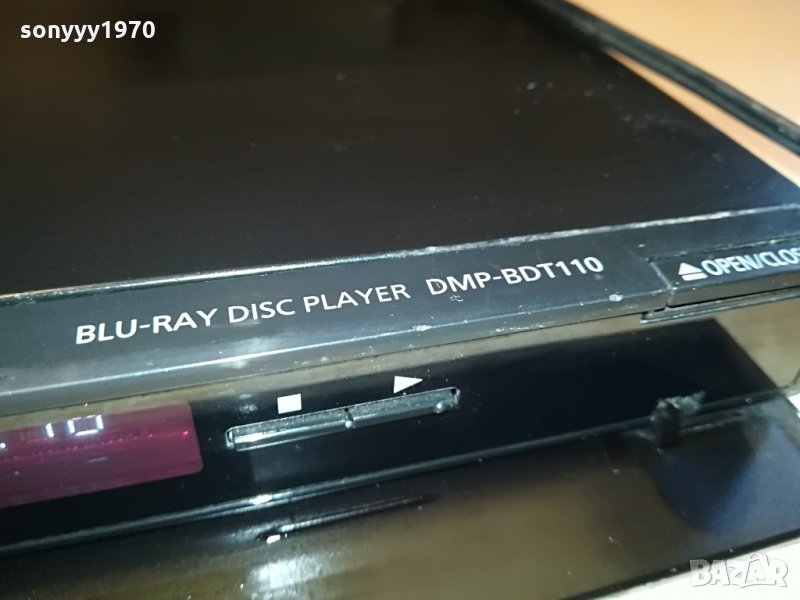 sonyyy1970
BLU-RAY DISC PLAYER DMP-BDT110
OPEN/CLOSE
BAZAR